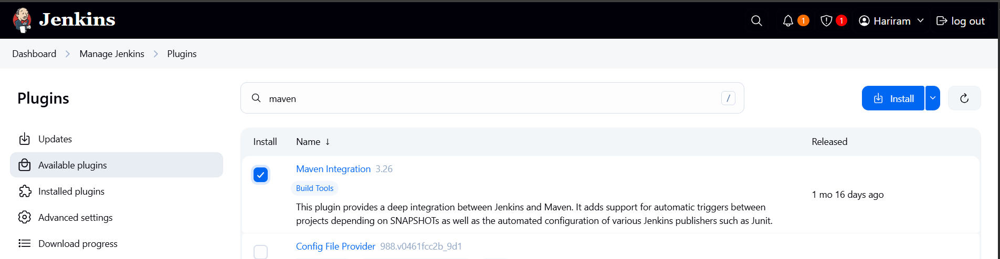 Jenkins
1 1 Hariram log out
Dashboard Manage Jenkins Plugins
Plugins
maven /
Install
Updates
Available plugins
Installed plugins
Advanced settings
Download progress
Install Name ↓ Released
Maven Integration 3.26
Build Tools
This plugin provides a deep integration between Jenkins and Maven. It adds support for automatic triggers between
projects depending on SNAPSHOTs as well as the automated configuration of various Jenkins publishers such as Junit.
1 mo 16 days ago
Config File Provider 988.v0461fcc2b_9d1